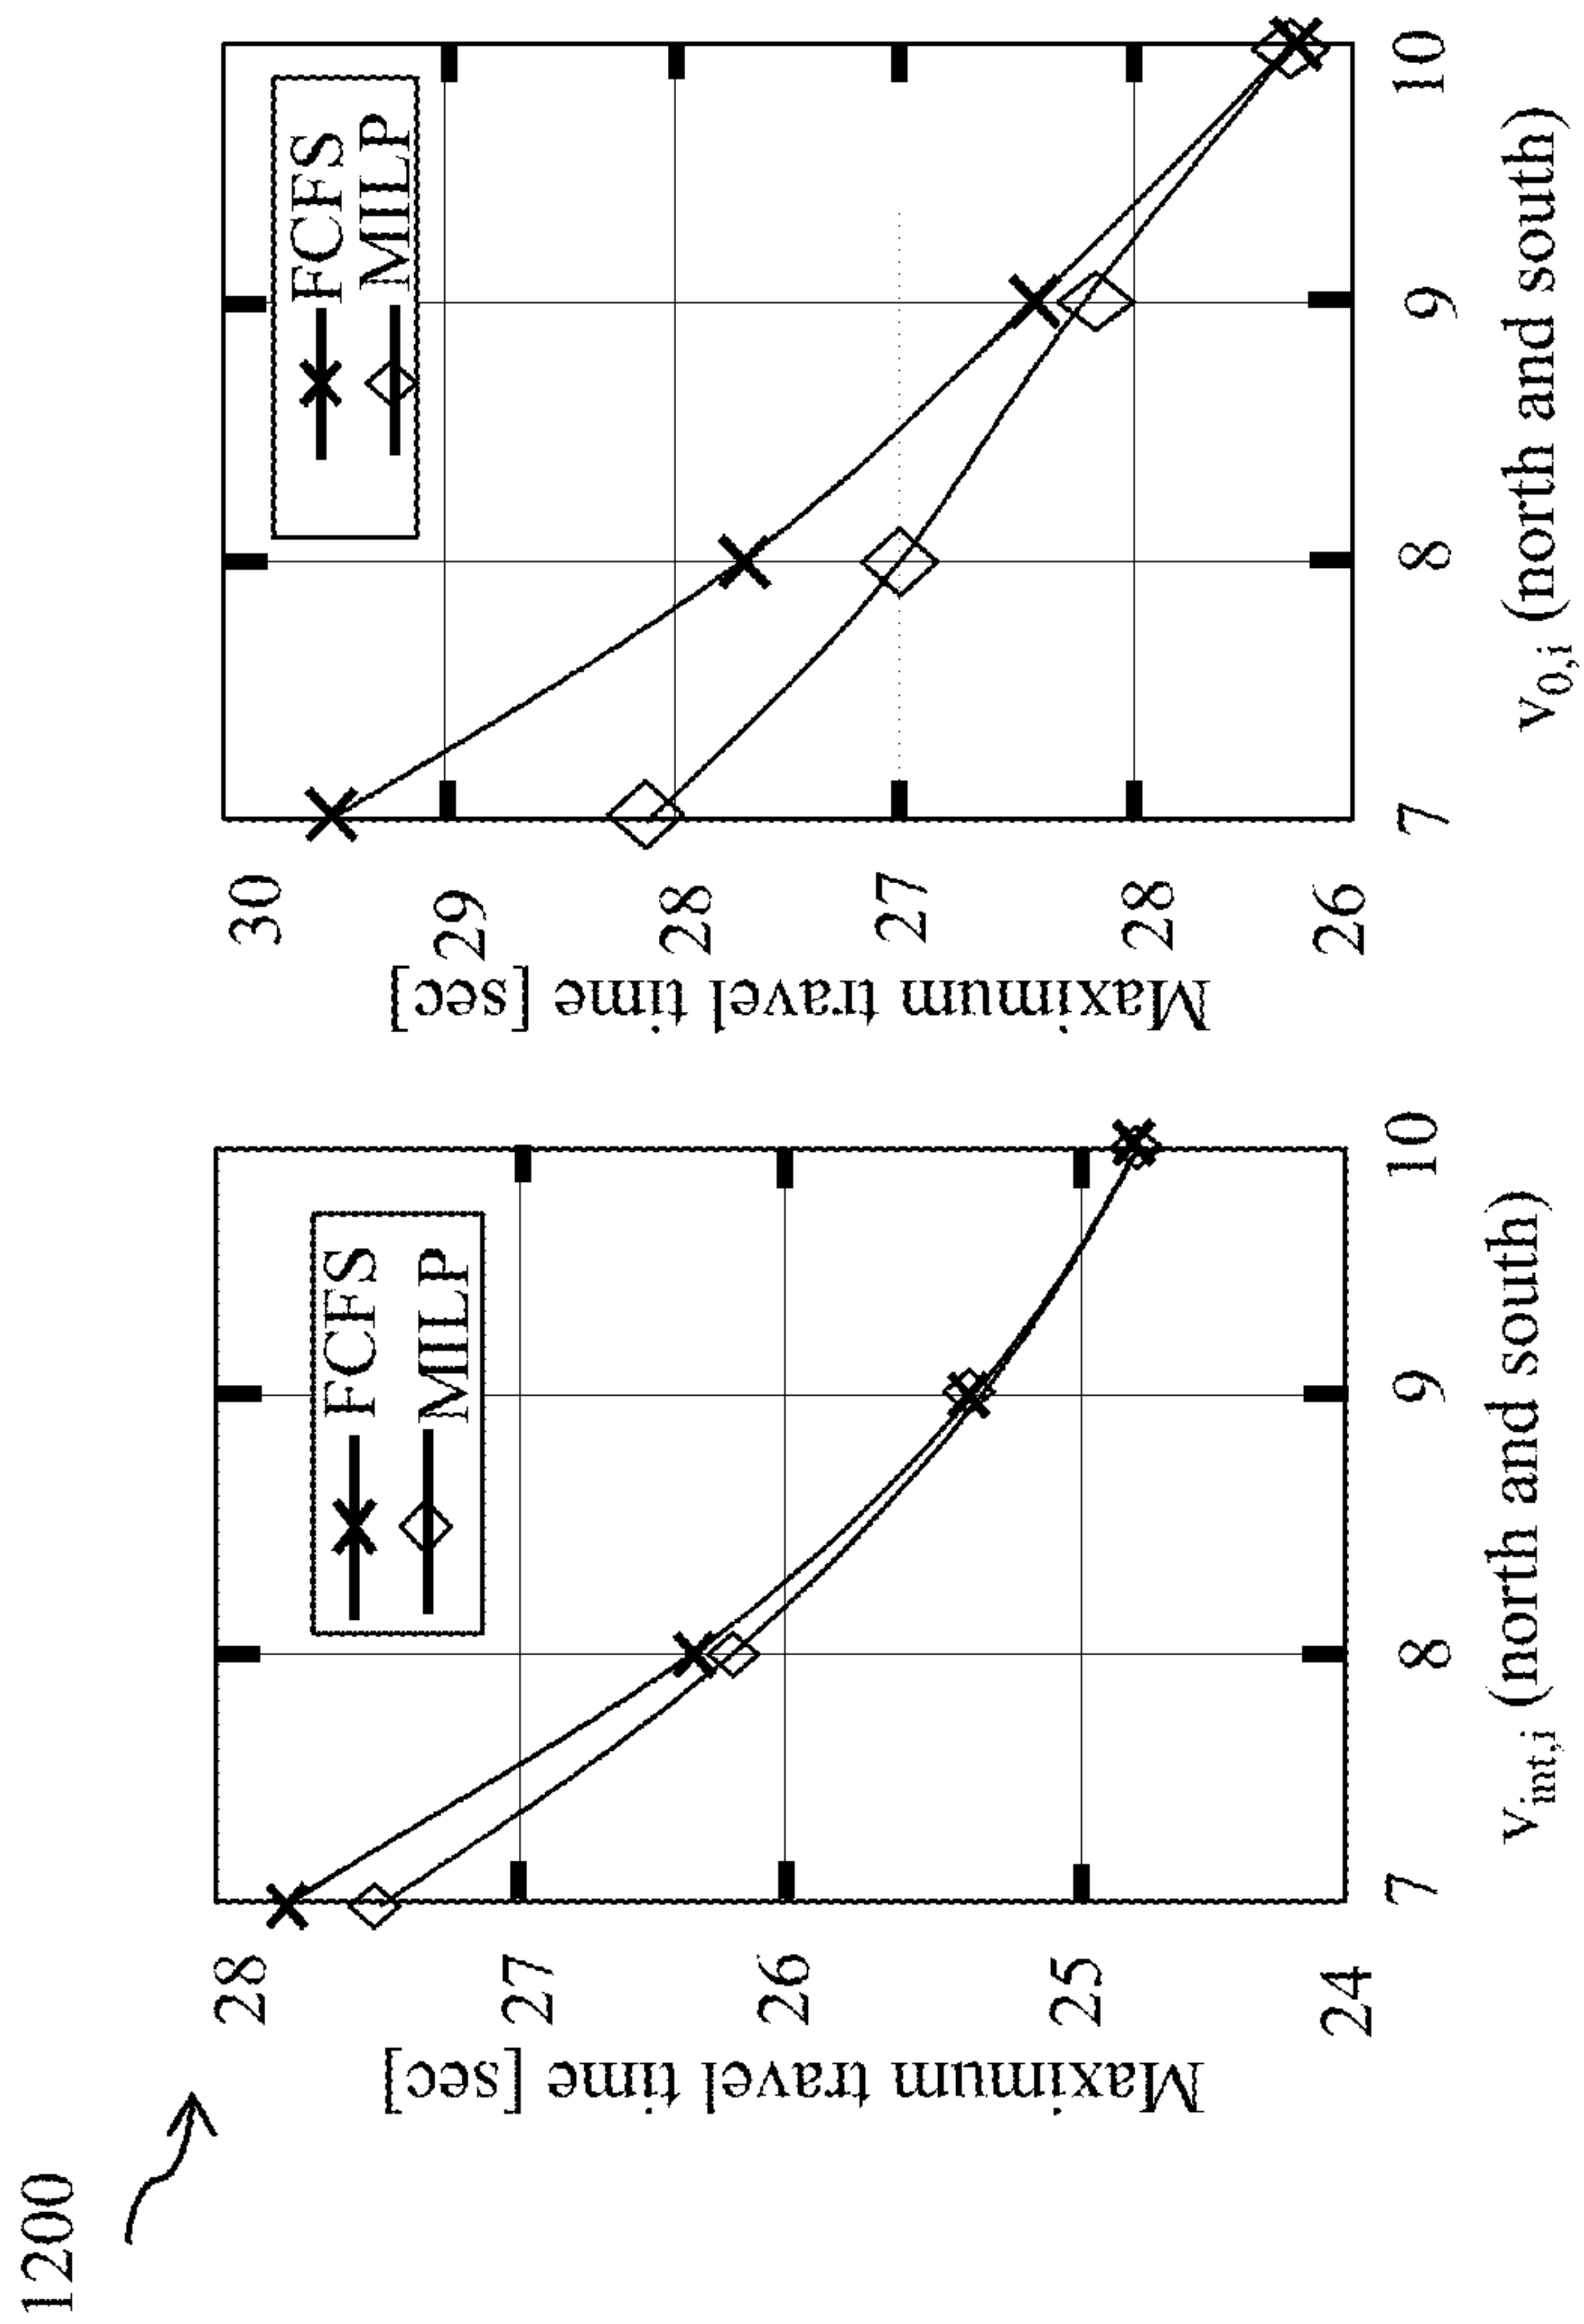 1200
Maximum travel time [sec]
28
27
26
25
24
FCFS
MILP
7
8
9
10
v_int,i (north and south)
Maximum travel time [sec]
30
29
28
27
28
26
FCFS
MILP
7
8
9
10
v_0,i (north and south)